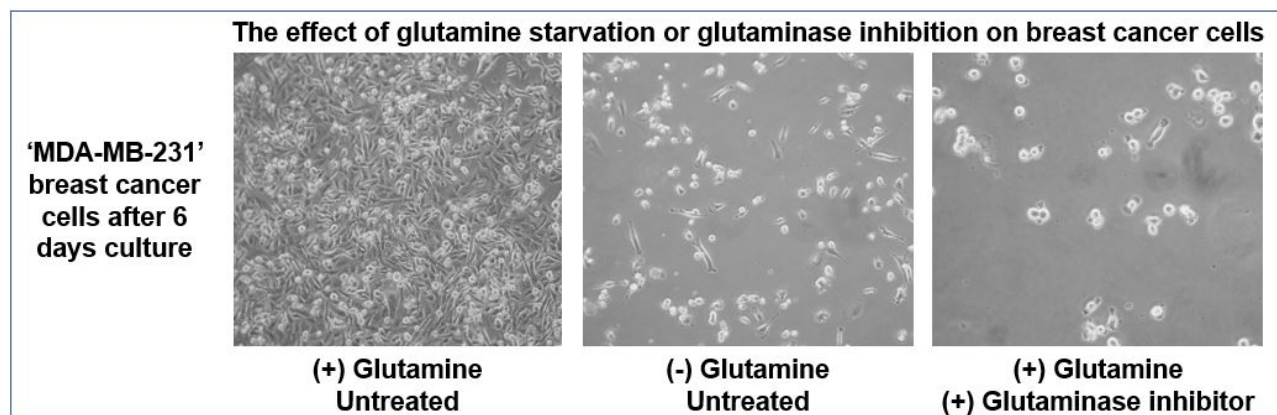 The effect of glutamine starvation or glutaminase inhibition on breast cancer cells
‘MDA-MB-231’
breast cancer
cells after 6
days culture
(+) Glutamine
Untreated
(-) Glutamine
Untreated
(+) Glutamine
(+) Glutaminase inhibitor